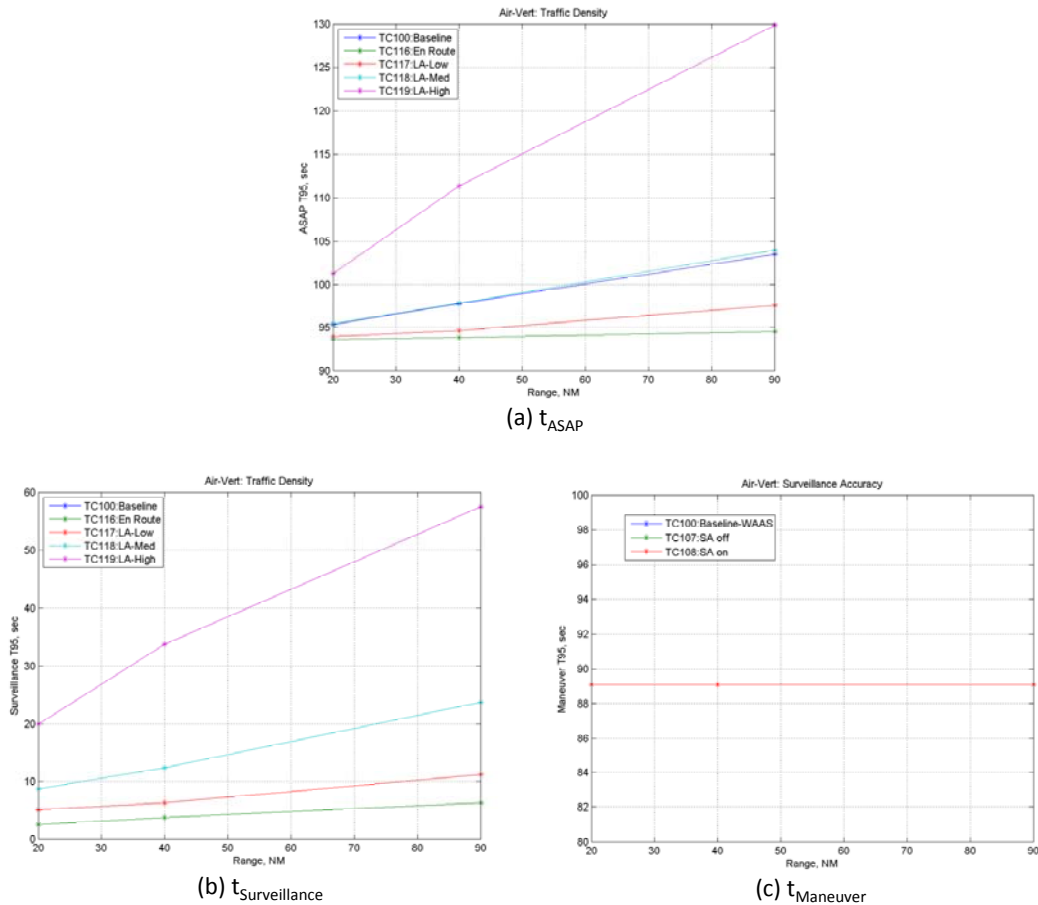 Air-Vert: Traffic Density
TC100:Baseline
TC116:En Route
TC117:LA-Low
TC118:LA-Med
TC119:LA-High
ASAP T95, sec
130
125
120
115
110
105
100
95
90
20 30 40 50 60 70 80 90
Range, NM
(a) tASAP
Air-Vert: Traffic Density
TC100:Baseline
TC116:En Route
TC117:LA-Low
TC118:LA-Med
TC119:LA-High
Surveillance T95, sec
60
50
40
30
20
10
0
20 30 40 50 60 70 80 90
Range, NM
(b) tSurveillance
Air-Vert: Surveillance Accuracy
TC100:Baseline-WAAS
TC107:SA off
TC108:SA on
Maneuver T95, sec
100
98
96
94
92
90
88
86
84
82
80
20 30 40 50 60 70 80 90
Range, NM
(c) tManeuver